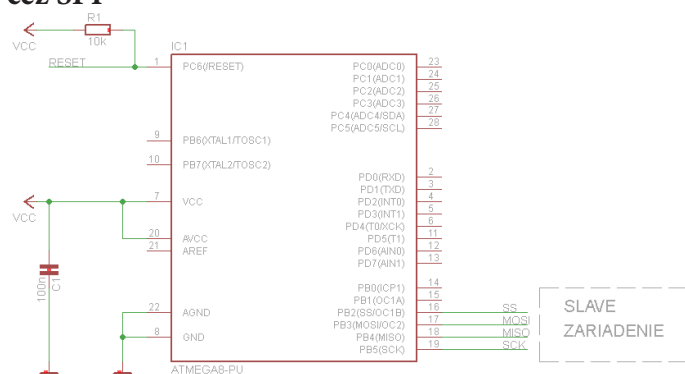 cez SPI
R1
VCC
10k
IC1
RESET
1
PC6(/RESET)
PC0(ADC0)
23
PC1(ADC1)
24
PC2(ADC2)
25
PC3(ADC3)
26
PC4(ADC4/SDA)
27
PC5(ADC5/SCL)
28
9
PB6(XTAL1/TOSC1)
10
PB7(XTAL2/TOSC2)
PD0(RXD)
2
PD1(TXD)
3
PD2(INT0)
4
PD3(INT1)
5
PD4(T0/XCK)
6
PD5(T1)
11
PD6(AIN0)
12
PD7(AIN1)
13
7
VCC
VCC
20
AVCC
21
AREF
100n
C1
PB0(ICP1)
14
PB1(OC1A)
15
PB2(SS/OC1B)
16
SS
PB3(MOSI/OC2)
17
MOSI
PB4(MISO)
18
MISO
PB5(SCK)
19
SCK
22
AGND
8
GND
SLAVE
ZARIADENIE
ATMEGA8-PU